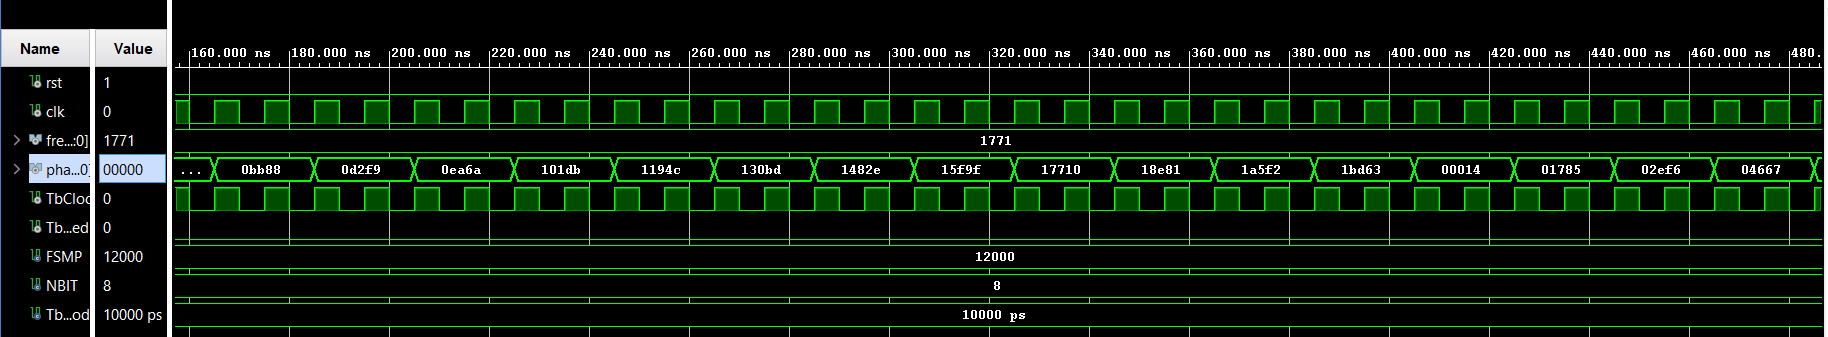 Name Value
160.000 ns 180.000 ns 200.000 ns 220.000 ns 240.000 ns 260.000 ns 280.000 ns 300.000 ns 320.000 ns 340.000 ns 360.000 ns 380.000 ns 400.000 ns 420.000 ns 440.000 ns 460.000 ns 480.
rst 1
clk 0
fre...:0] 1771 1771
pha...0] 00000 ... 0bb88 0d2f9 0ea6a 101db 1194c 130bd 1482e 15f9f 17710 18e81 1a5f2 1bd63 00014 01785 02ef6 04667
TbCloc 0
Tb...ed 0
FSMP 12000 12000
NBIT 8 8
Tb...od 10000 ps 10000 ps